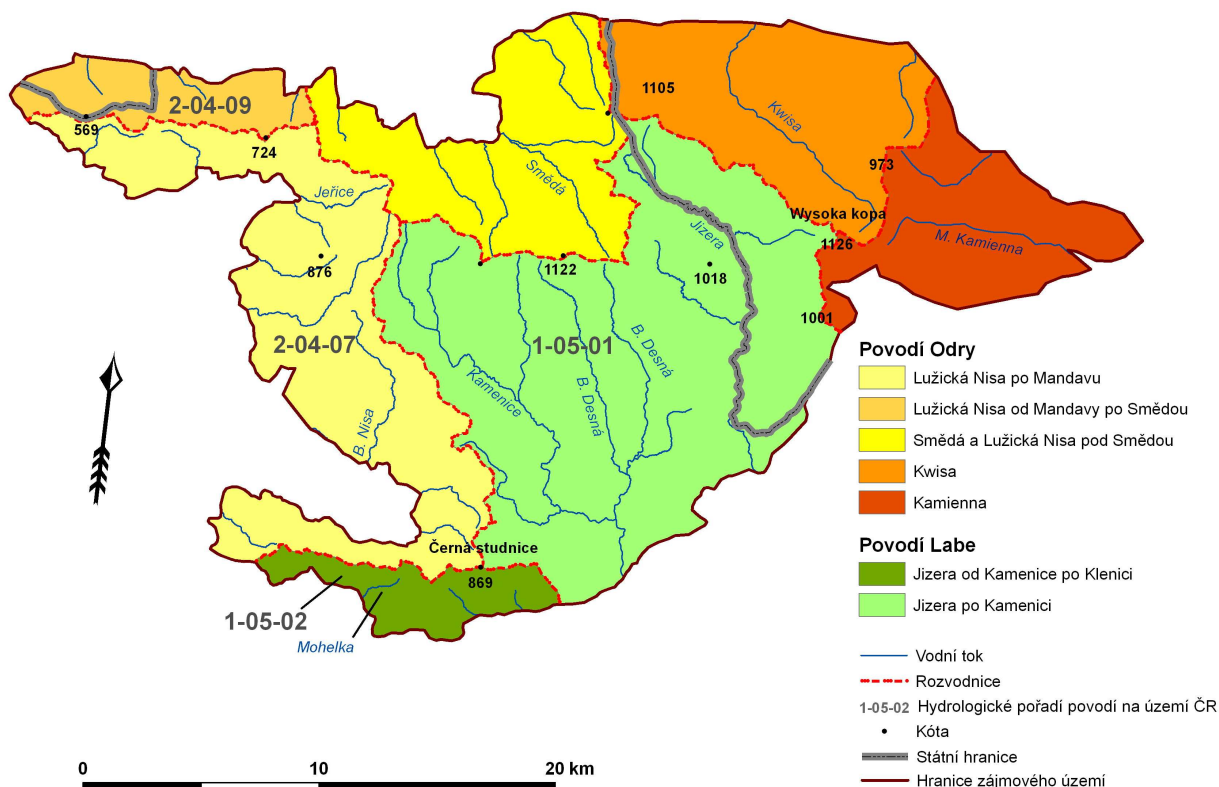 1105
2-04-09
569
724
Kwisa
973
Smědá
Jeřice
Wysoka kopa
Jizera
1126
M. Kamienna
876
1122
1018
1001
2-04-07
1-05-01
B. Desná
Kamenice
B. Desná
B. Nisa
Černá studnice
869
1-05-02
Mohelka
Povodí Odry
Lužická Nisa po Mandavu
Lužická Nisa od Mandavy po Smědou
Smědá a Lužická Nisa pod Smědou
Kwisa
Kamienna
Povodí Labe
Jizera od Kamenice po Klenici
Jizera po Kamenici
Vodní tok
Rozvodnice
1-05-02 Hydrologické pořadí povodí na území ČR
Kóta
Státní hranice
Hranice zájmového území
0 10 20 km